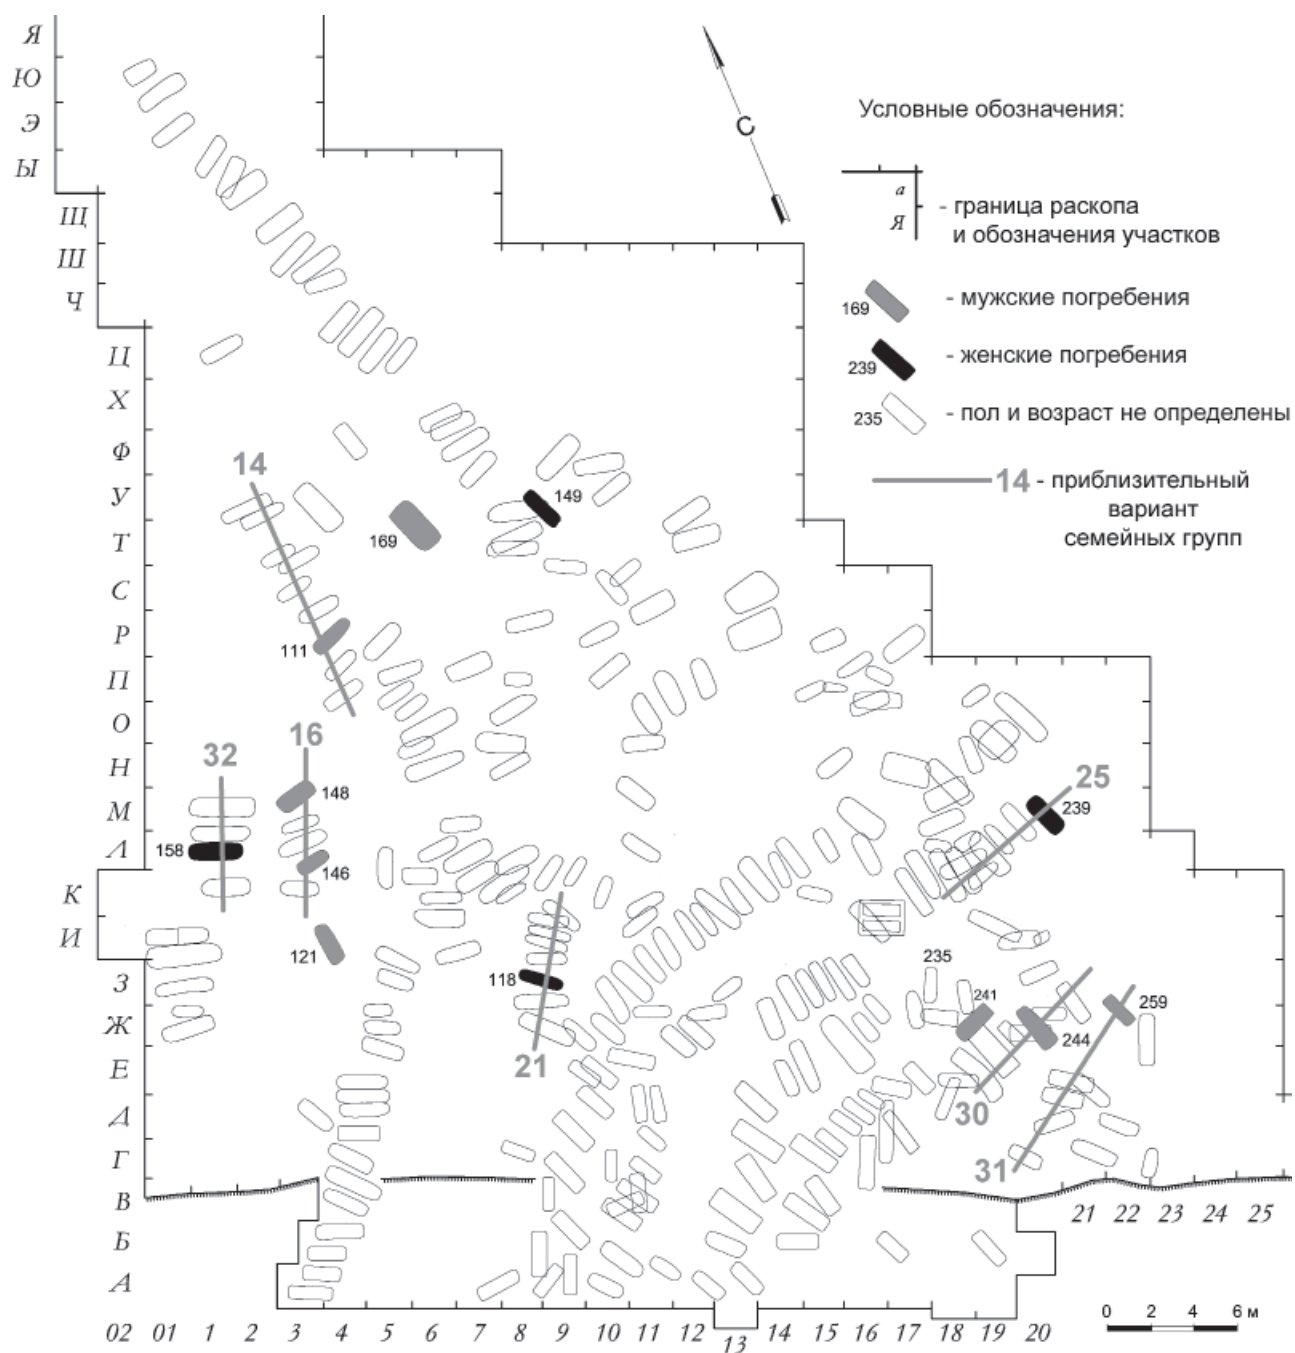 Я
Ю
Э
Ы
Щ
Ш
Ч
Ц
Х
Ф
У
Т
С
Р
П
О
Н
М
Л
К
И
З
Ж
Е
Д
Г
В
Б
А
С
Условные обозначения:
а
Я
- граница раскопа
и обозначения участков
169
- мужские погребения
239
- женские погребения
235
- пол и возраст не определены
14 - приблизительный
вариант
семейных групп
14
149
169
111
16
32
148
158
146
121
25
239
118
21
235
241
244
259
30
31
21 22 23 24 25
0 2 4 6 м
02 01 1 2 3 4 5 6 7 8 9 10 11 12 13 14 15 16 17 18 19 20